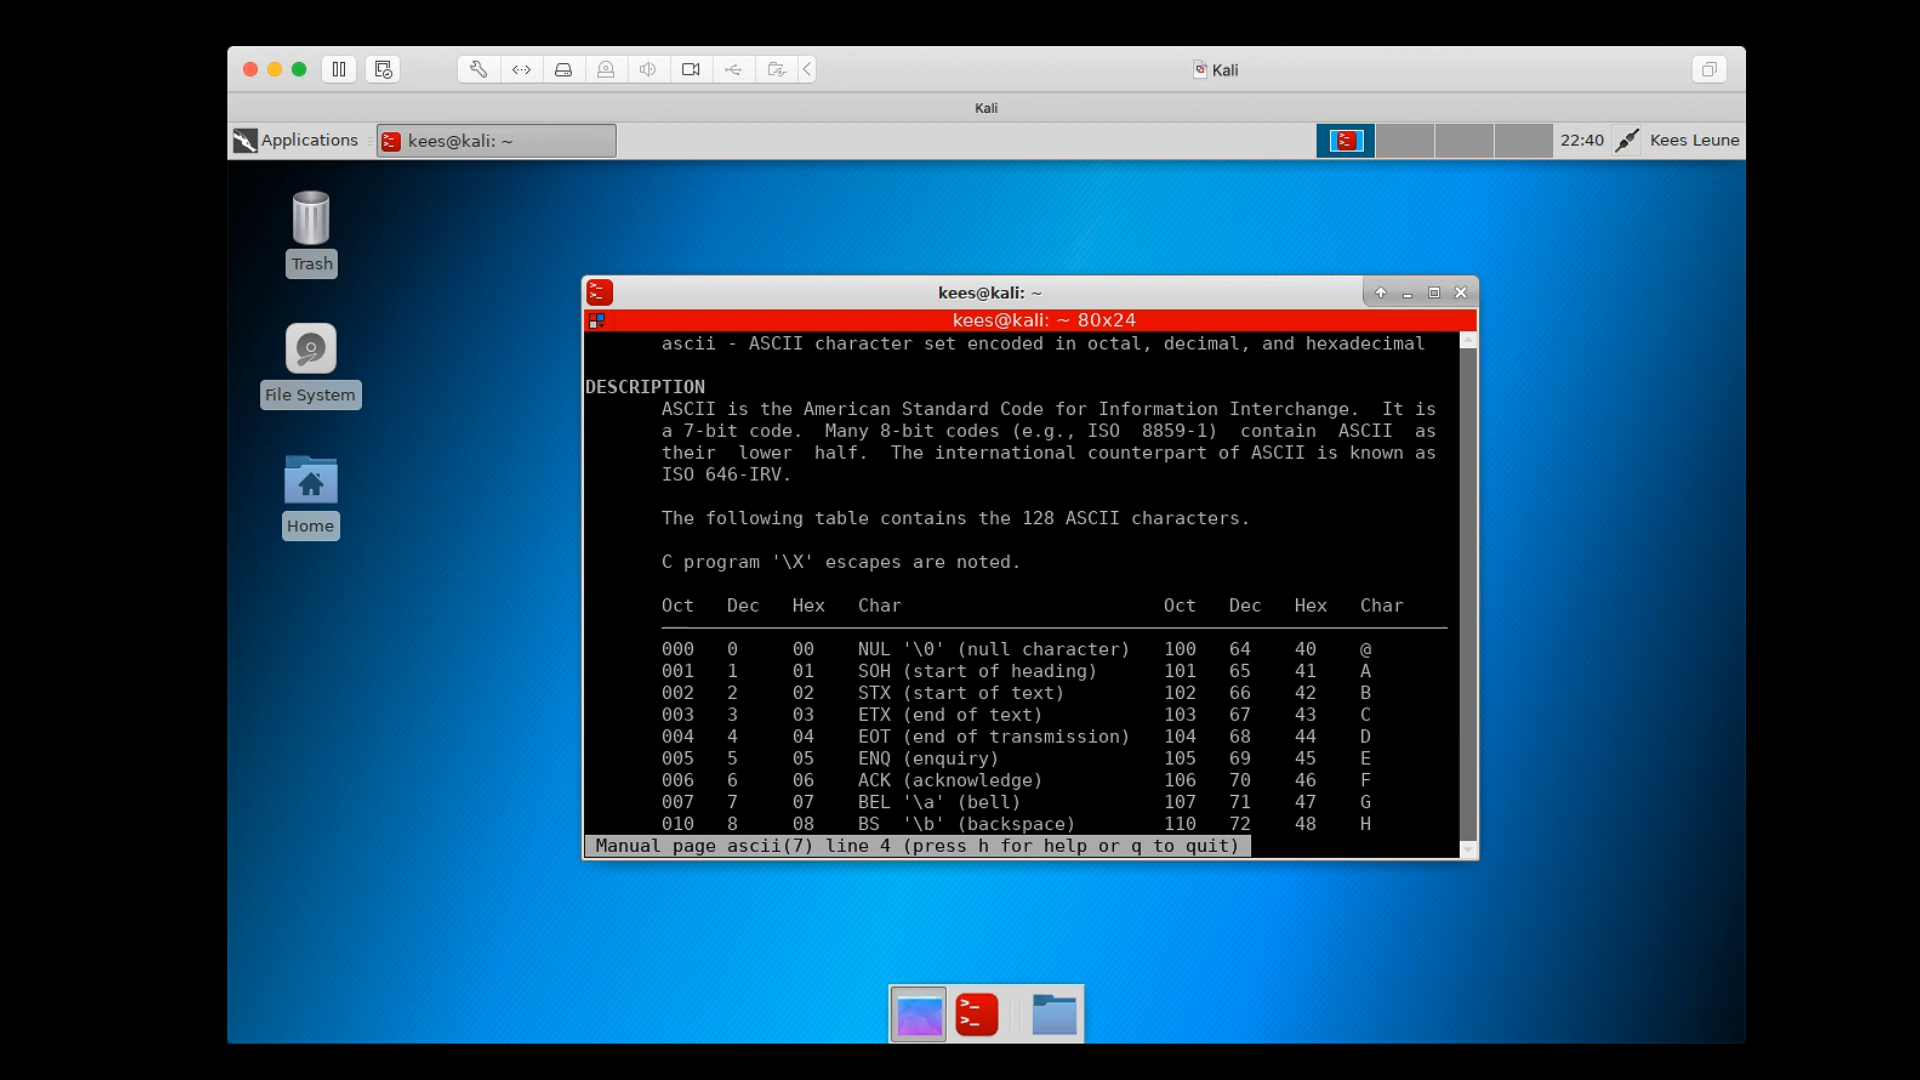 Kali
Kali
Applications
kees@kali: ~
22:40
Kees Leune
Trash
File System
Home
kees@kali: ~
kees@kali: ~ 80x24
ascii - ASCII character set encoded in octal, decimal, and hexadecimal
DESCRIPTION
ASCII is the American Standard Code for Information Interchange.  It is
a 7-bit code.  Many 8-bit codes (e.g., ISO  8859-1)  contain  ASCII  as
their  lower  half.  The international counterpart of ASCII is known as
ISO 646-IRV.
The following table contains the 128 ASCII characters.
C program '\X' escapes are noted.
Oct   Dec   Hex   Char                        Oct   Dec   Hex   Char
000   0     00    NUL '\0' (null character)   100   64    40    @
001   1     01    SOH (start of heading)      101   65    41    A
002   2     02    STX (start of text)         102   66    42    B
003   3     03    ETX (end of text)           103   67    43    C
004   4     04    EOT (end of transmission)   104   68    44    D
005   5     05    ENQ (enquiry)               105   69    45    E
006   6     06    ACK (acknowledge)           106   70    46    F
007   7     07    BEL '\a' (bell)             107   71    47    G
010   8     08    BS  '\b' (backspace)        110   72    48    H
Manual page ascii(7) line 4 (press h for help or q to quit)